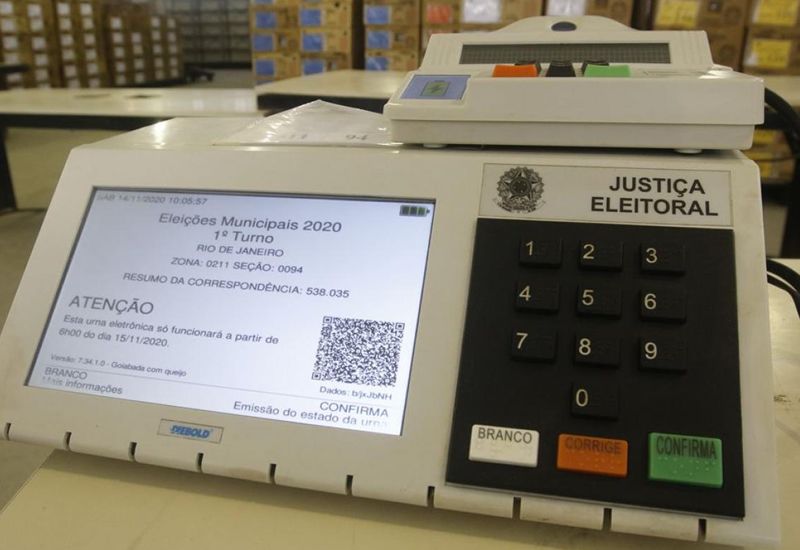 SAB 14/11/2020 10:05:57
Eleições Municipais 2020
1º Turno
RIO DE JANEIRO
ZONA: 0211 SEÇÃO: 0094
RESUMO DA CORRESPONDÊNCIA: 538.035
ATENÇÃO
Esta urna eletrônica só funcionará a partir de
6h00 do dia 15/11/2020.
Versão: 7.34.1.0 - Goiabada com queijo
Dados: b/jxJbNH
BRANCO
Mais informações
CONFIRMA
Emissão do estado da urna
DIEBOLD
94
JUSTIÇA
ELEITORAL
1 2 3
4 5 6
7 8 9
0
BRANCO
CORRIGE
CONFIRMA